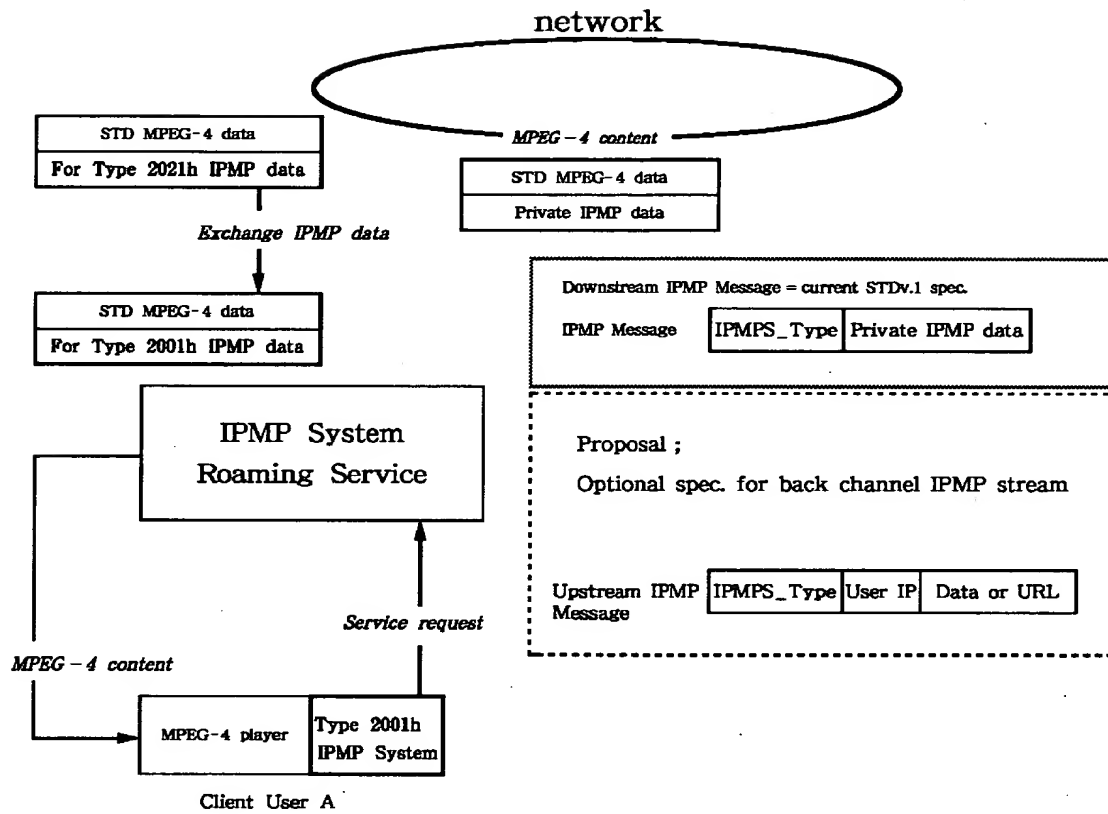 network
STD MPEG-4 data
For Type 2021h IPMP data
MPEG-4 content
STD MPEG-4 data
Private IPMP data
Exchange IPMP data
STD MPEG-4 data
For Type 2001h IPMP data
Downstream IPMP Message = current STDv.1 spec.
IPMP Message
IPMPS_Type
Private IPMP data
IPMP System
Roaming Service
Proposal ;
Optional spec. for back channel IPMP stream
Upstream IPMP
Message
IPMPS_Type
User IP
Data or URL
Service request
MPEG-4 content
MPEG-4 player
Type 2001h
IPMP System
Client User A